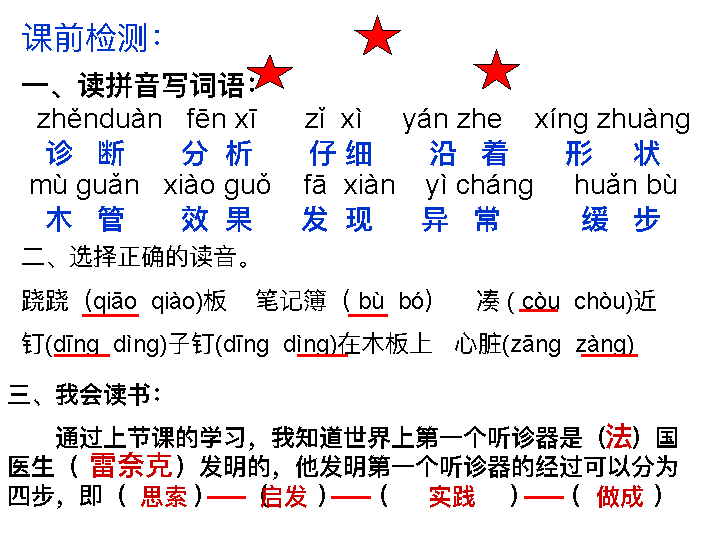 课前检测：
一、读拼音写词语：
zhěnduàn fēn xī zǐ xì yán zhe xíng zhuàng
诊 断 分 析 仔 细 沿 着 形 状
mù guǎn xiào guǒ fā xiàn yì cháng huǎn bù
木 管 效 果 发 现 异 常 缓 步
二、选择正确的读音。
跷跷（qiāo qiào)板 笔记簿（ bù bó） 凑 ( còu chòu)近
钉(dīng dìng)子钉(dīng dìng)在木板上 心脏(zāng zàng)
三、我会读书：
通过上节课的学习，我知道世界上第一个听诊器是（法）国
医生（ 雷奈克 ）发明的，他发明第一个听诊器的经过可以分为
四步，即（ 思索 ）——（启发 ）——（ 实践 ）——（ 做成 ）